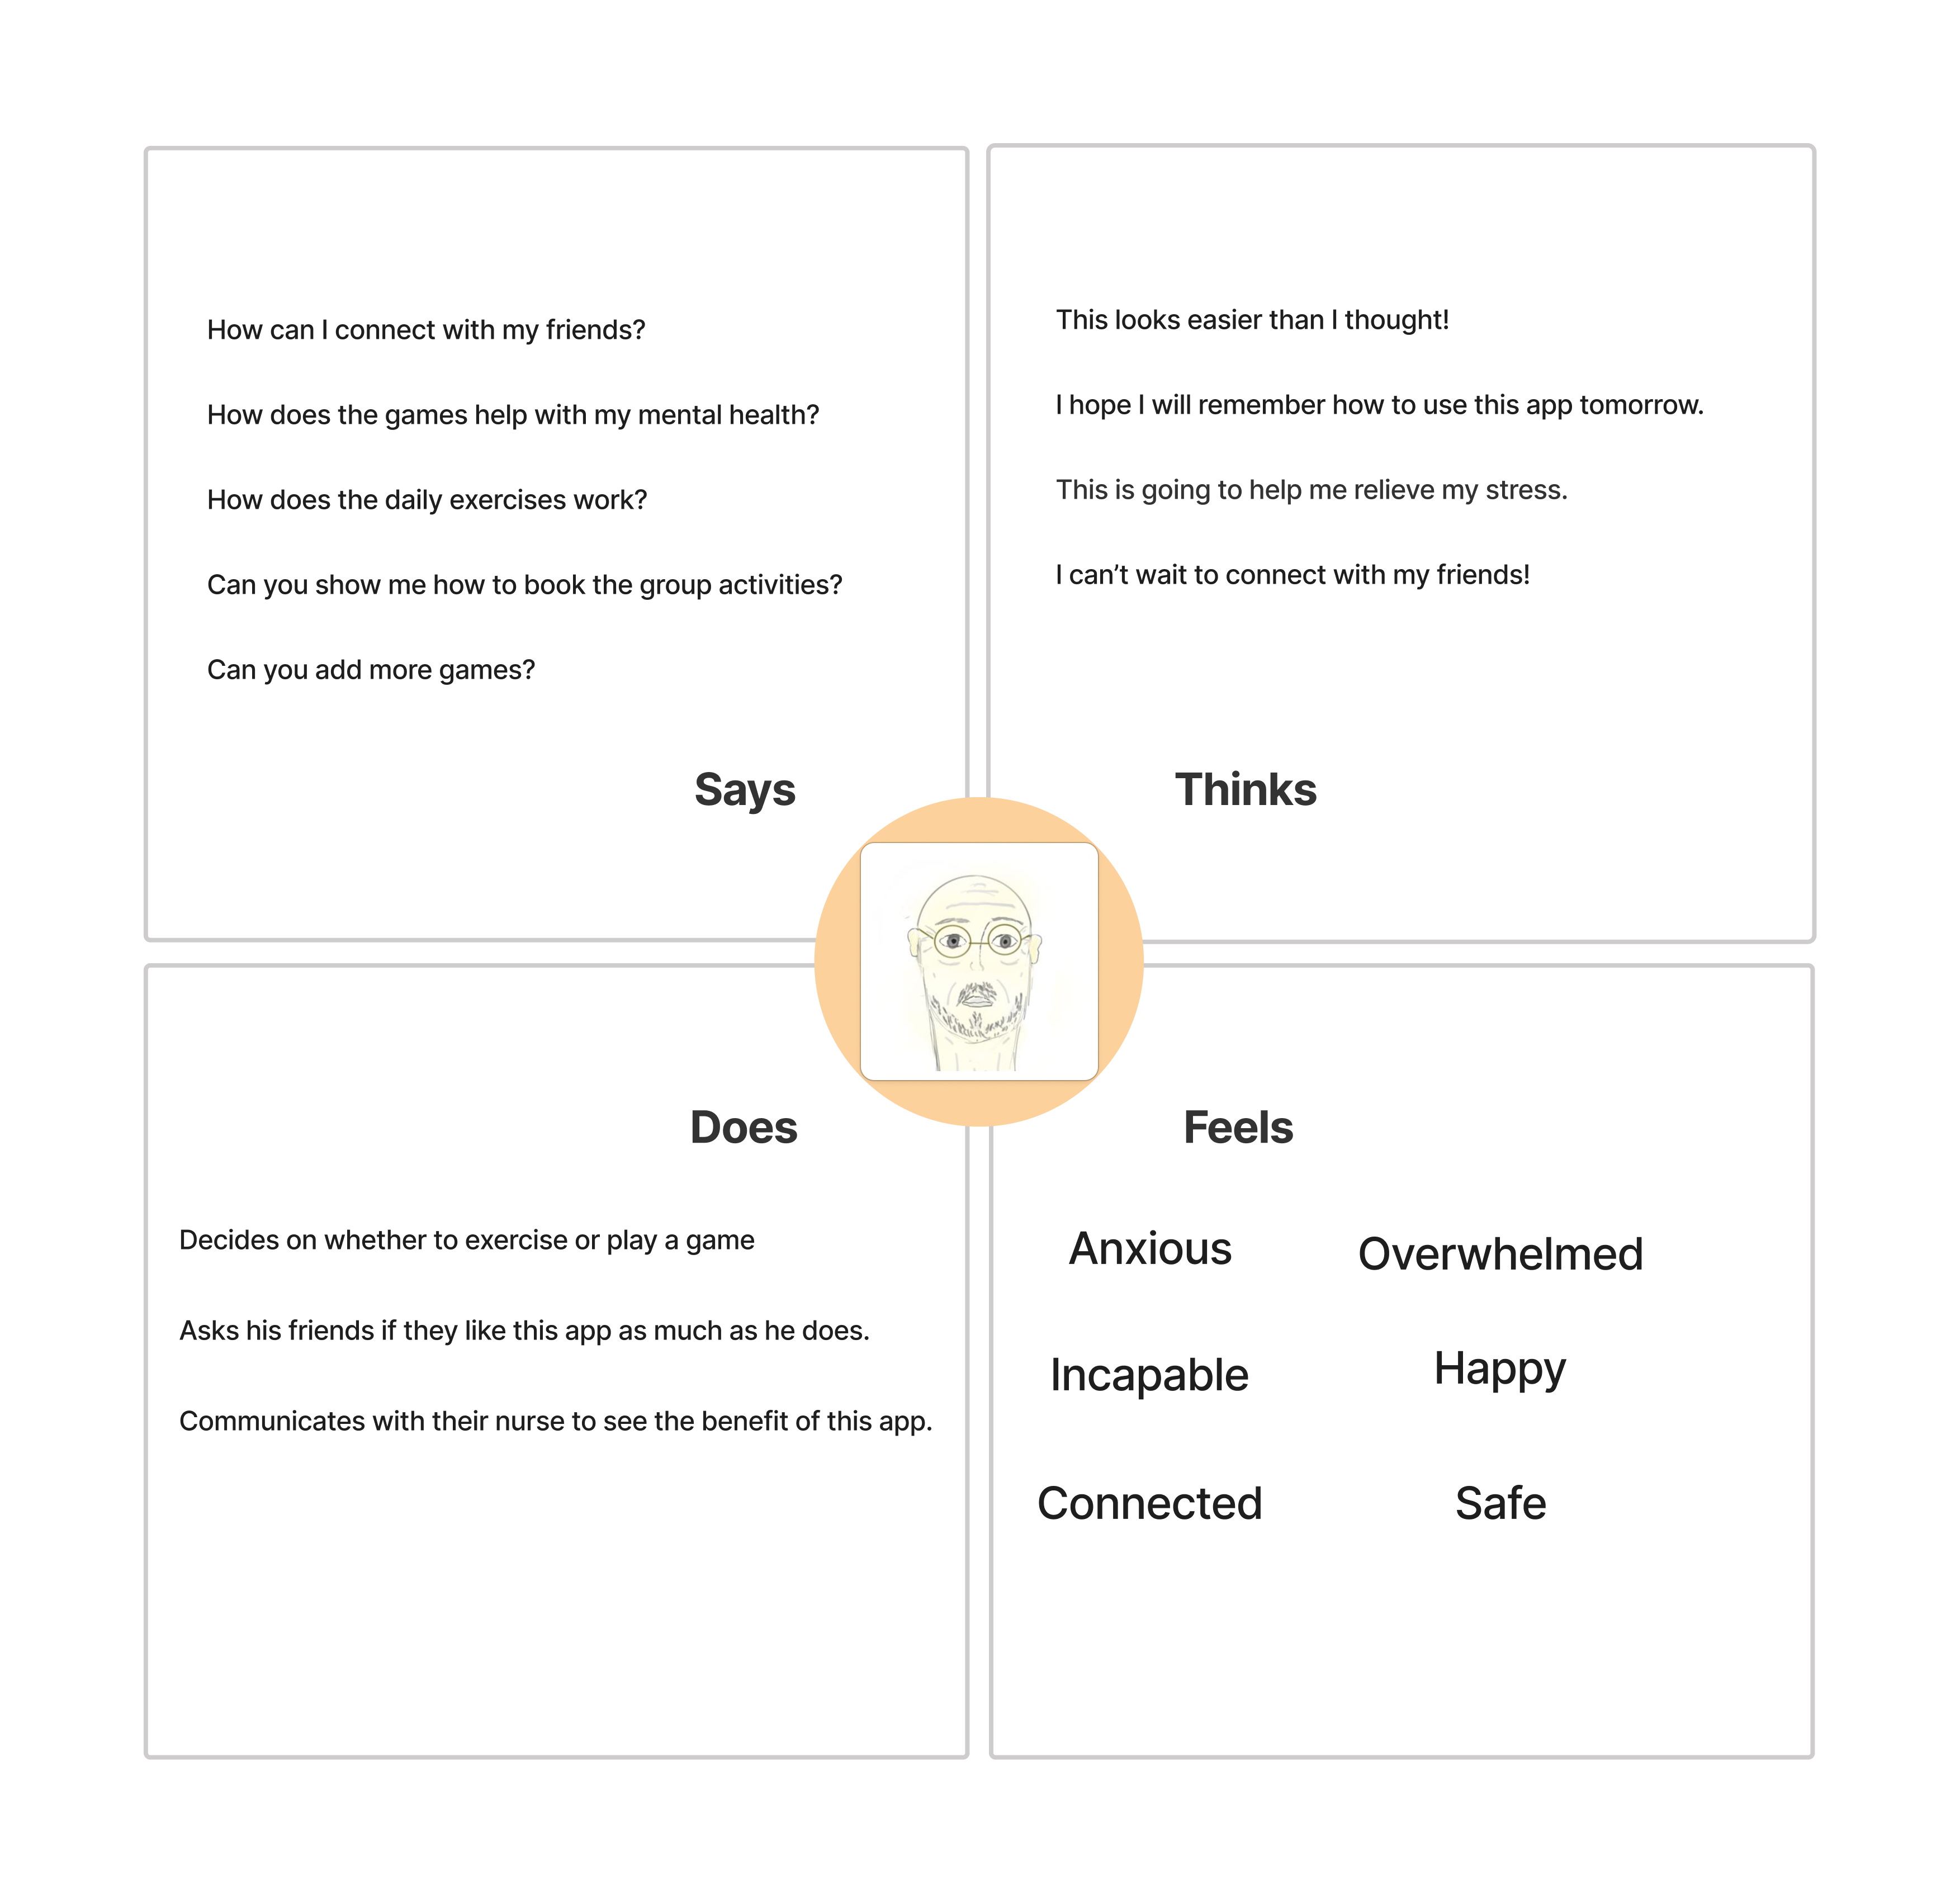 How can I connect with my friends?
How does the games help with my mental health?
How does the daily exercises work?
Can you show me how to book the group activities?
Can you add more games?
Says
This looks easier than I thought!
I hope I will remember how to use this app tomorrow.
This is going to help me relieve my stress.
I can’t wait to connect with my friends!
Thinks
Does
Decides on whether to exercise or play a game
Asks his friends if they like this app as much as he does.
Communicates with their nurse to see the benefit of this app.
Feels
Anxious
Overwhelmed
Incapable
Happy
Connected
Safe